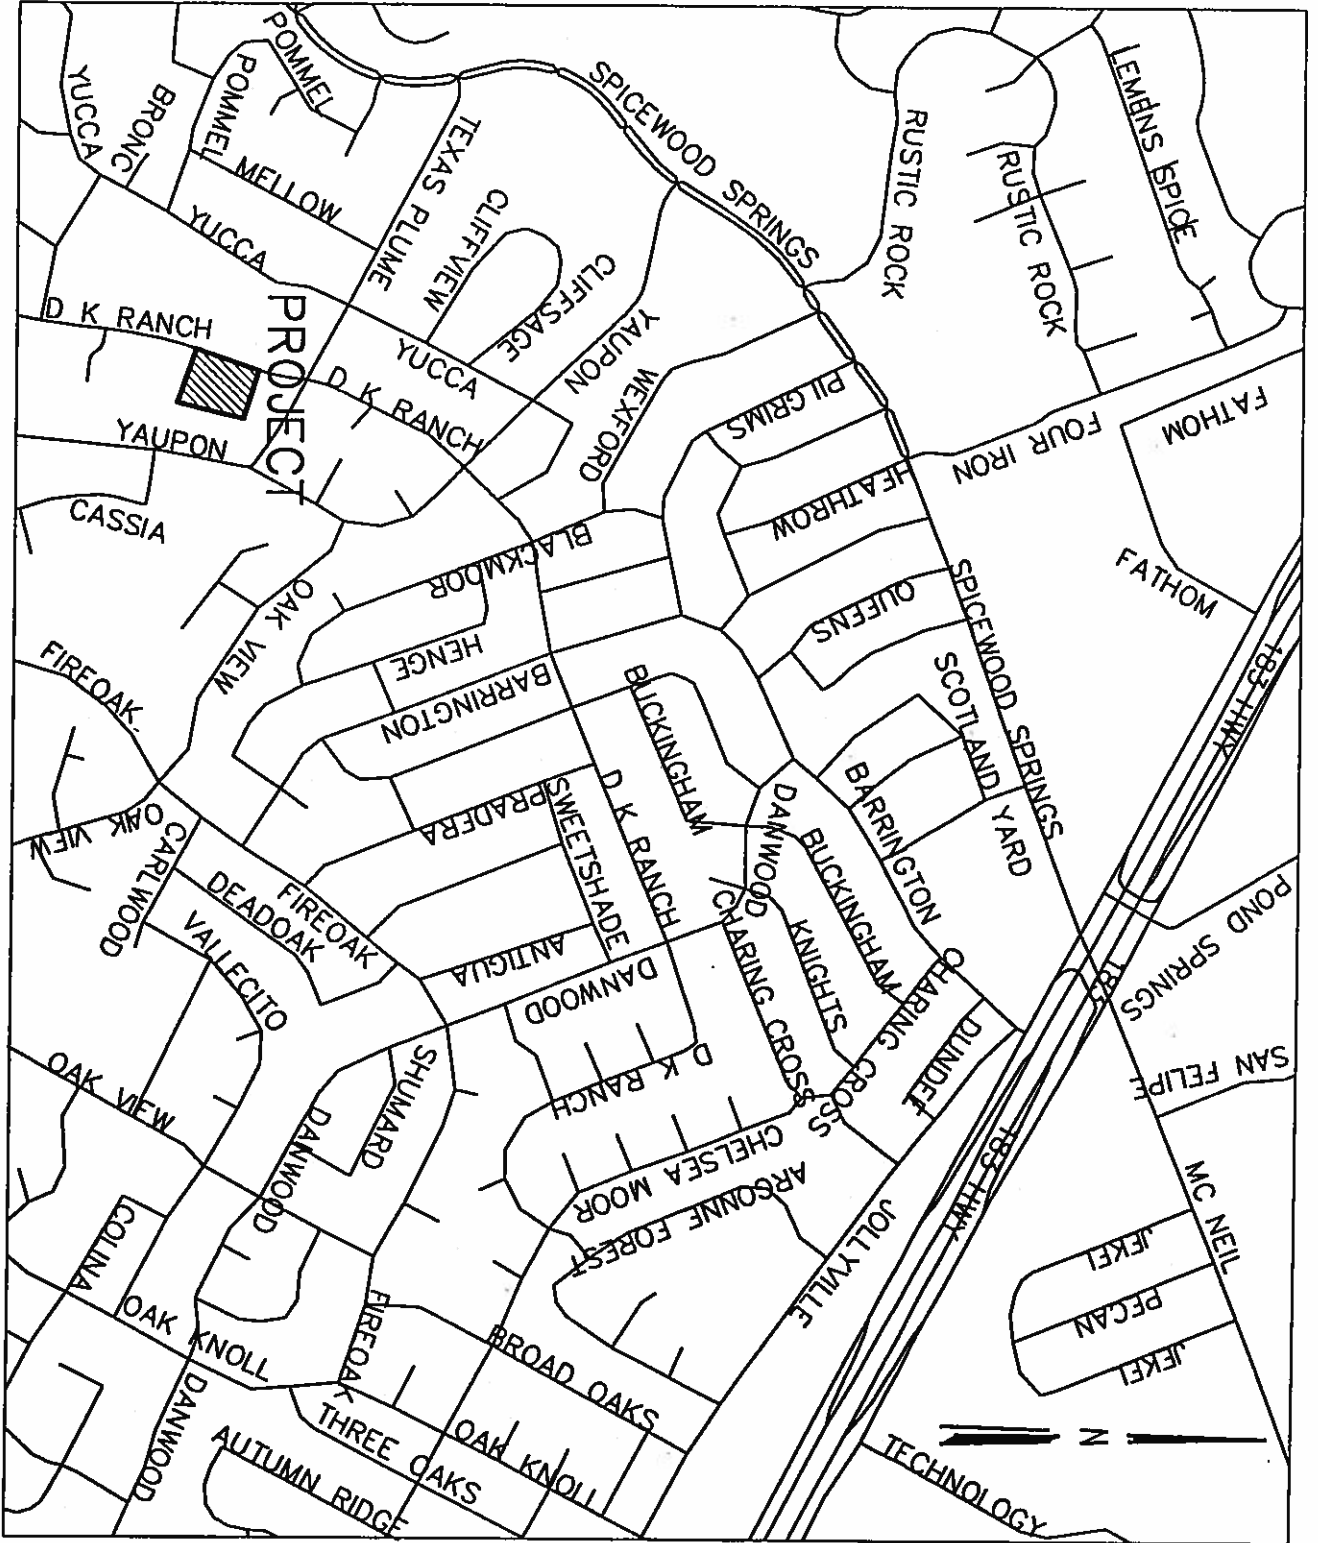 POMMEL
SPICEWOOD SPRINGS
LEMENS SPICE
YUCCA
BRONC
POMMEL
TEXAS PLUME
RUSTIC ROCK
RUSTIC ROCK
MELLOW
CLIFFVIEW
CLIFFSAGE
YUCCA
D K RANCH
PROJECT
YAUPON
YUCCA
D K RANCH
WEXFORD
PILGRIMS
FATHOM
FOUR IRON
YAUPON
HEATHROW
CASSIA
BLACKMOOR
FATHOM
OAK VIEW
QUEENS
SPICEWOOD SPRINGS
HENGE
BARRINGTON
BUCKINGHAM
SCOTLAND YARD
183 HWY
FIREOAK
D K RANCH
DANWOOD
BARRINGTON
SWEETSHADE
PRADERA
OAK VIEW
CARLWOOD
BUCKINGHAM
DEADOAK
FIREOAK
POND SPRINGS
VALLECITO
ANTIGUA
CHARING CROSS
KNIGHTS
DANWOOD
CHARING CROSS
183
DUNDEE
OAK VIEW
SHUMARD
D K RANCH
SAN FELIPE
DANWOOD
CHELSEA MOOR
183 HWY
ARGONNE FOREST
MC NEIL
COLINA
JOLLYVILLE
JEKEL
PECAN
JEKEL
OAK KNOLL
FIREOAK
BROAD OAKS
DANWOOD
THREE OAKS
OAK KNOLL
N
AUTUMN RIDGE
TECHNOLOGY